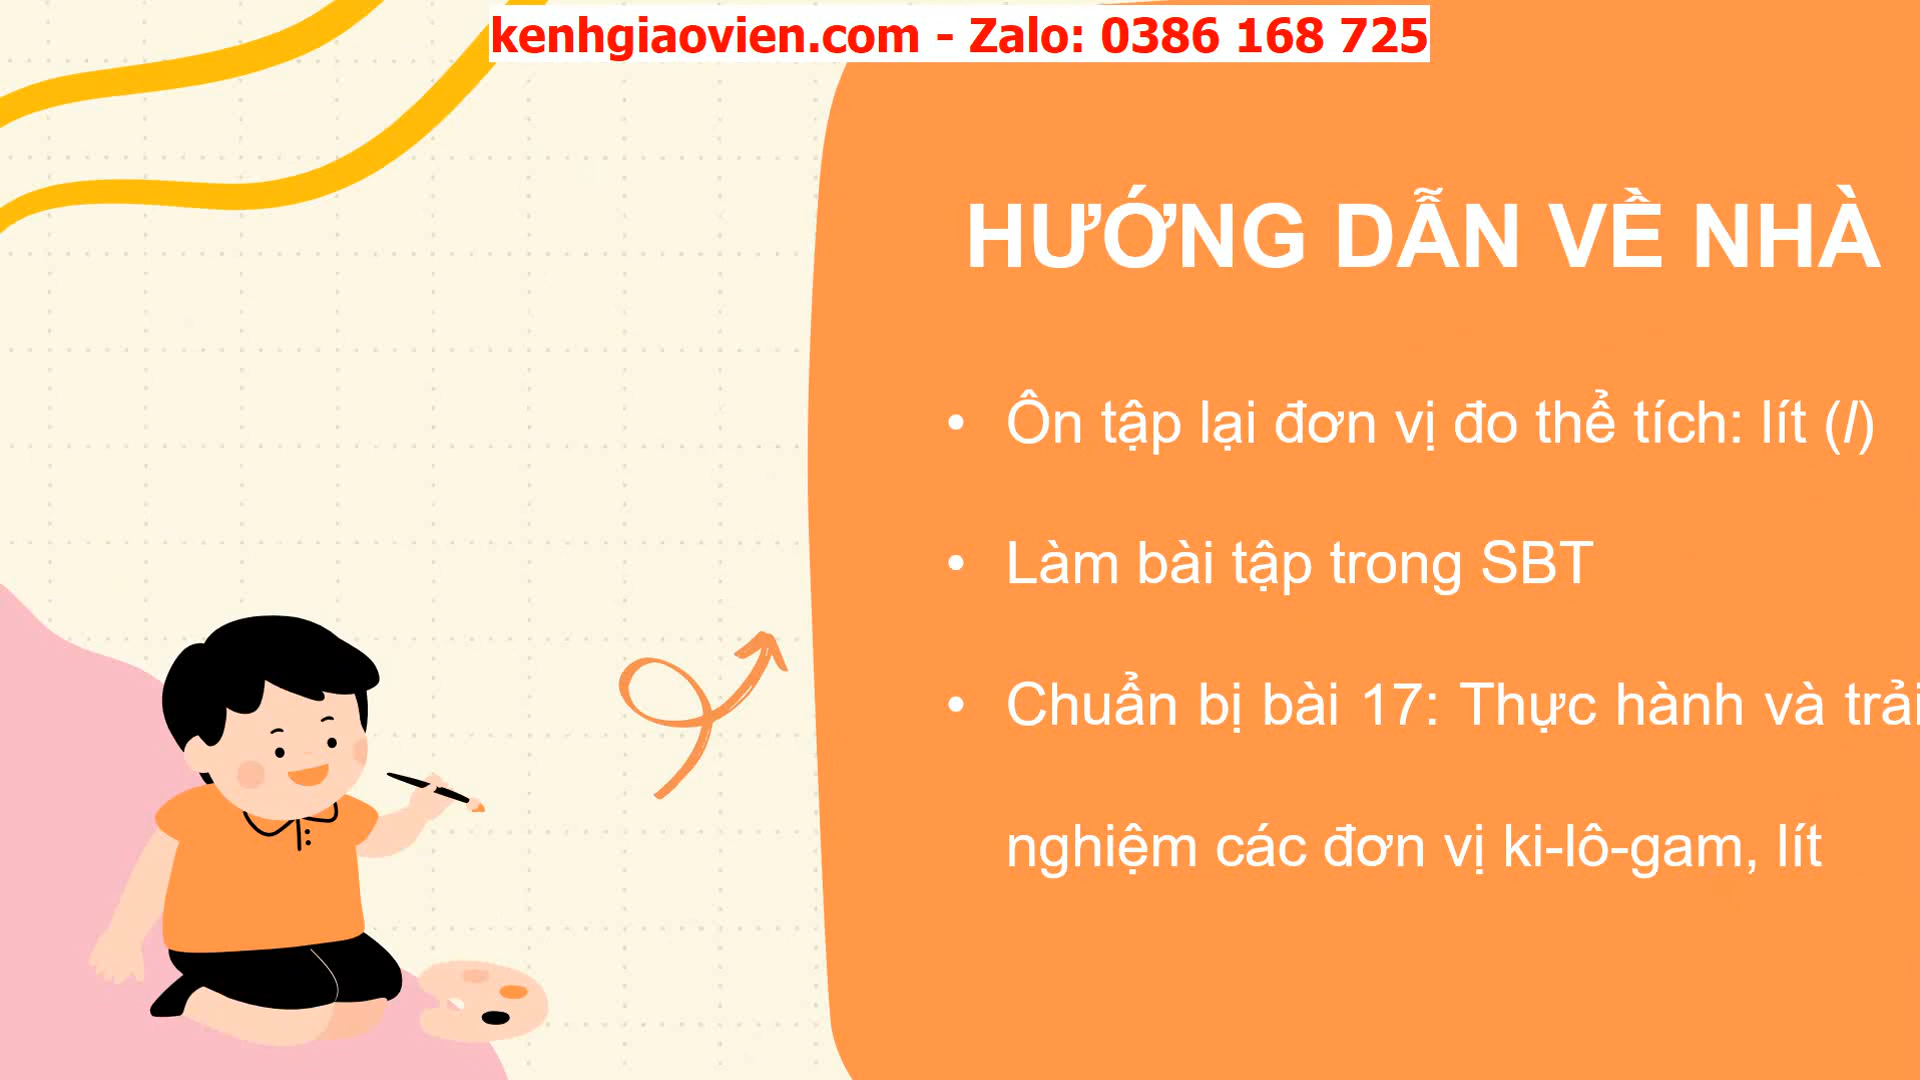 kenhgiaovien.com - Zalo: 0386 168 725
HƯỚNG DẪN VỀ NHÀ
• Ôn tập lại đơn vị đo thể tích: lít (l)
• Làm bài tập trong SBT
• Chuẩn bị bài 17: Thực hành và trải
nghiệm các đơn vị ki-lô-gam, lít